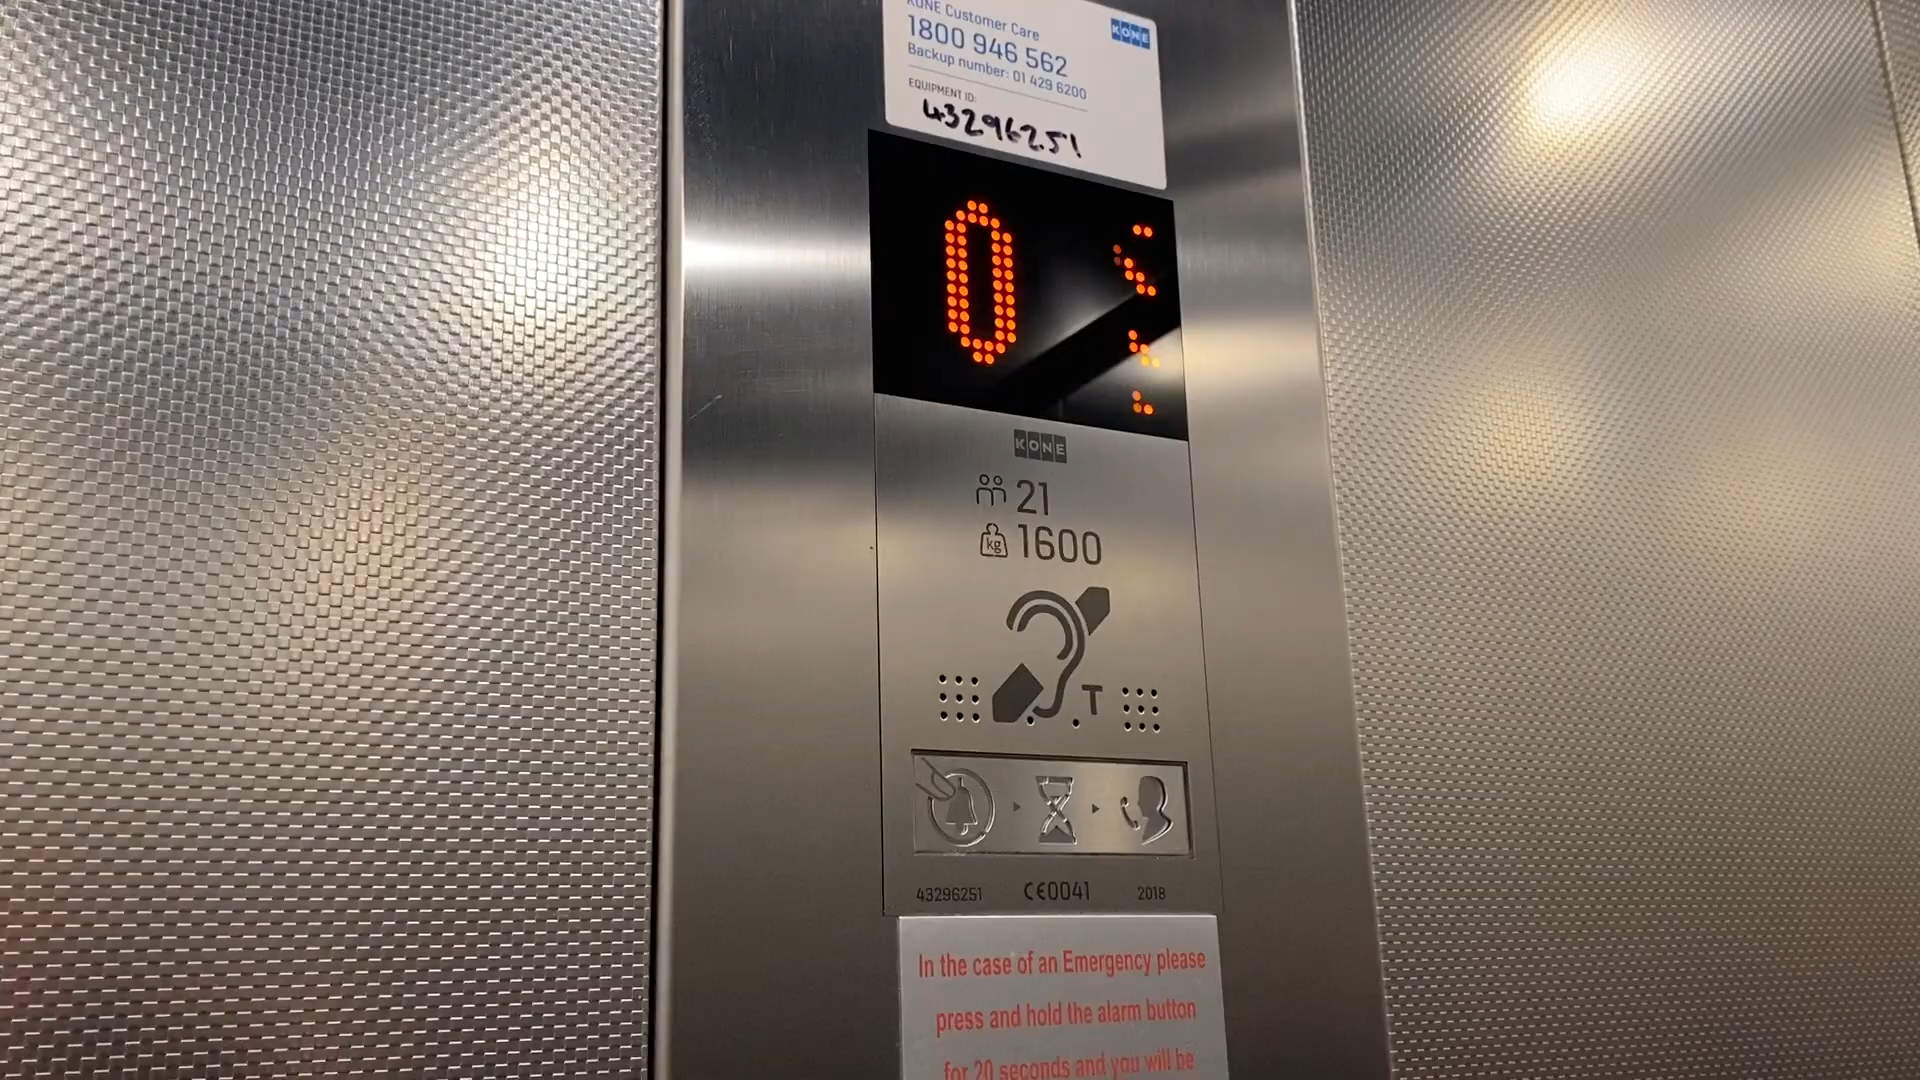 KONE Customer Care
KONE
1800 946 562
Backup number: 01 429 6200
EQUIPMENT ID:
43296251
0
KONE
21
kg 1600
T
43296251 CE0041 2018
In the case of an Emergency please
press and hold the alarm button
for 20 seconds and you will be